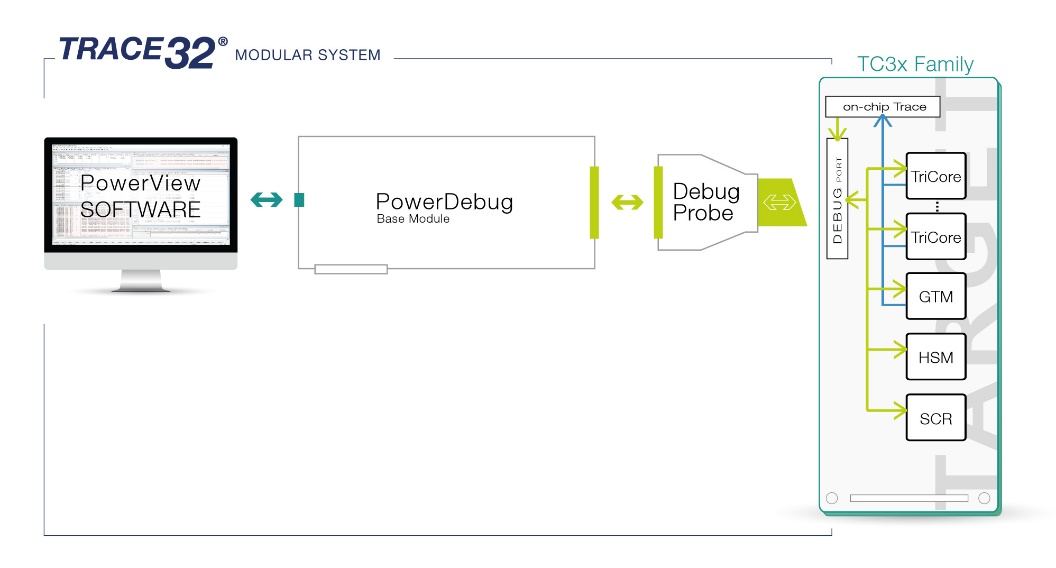 TRACE32® MODULAR SYSTEM
TC3x Family
on-chip Trace
PowerView
SOFTWARE
PowerDebug
Base Module
Debug
Probe
DEBUG PORT
TriCore
TriCore
GTM
HSM
SCR
TARGET